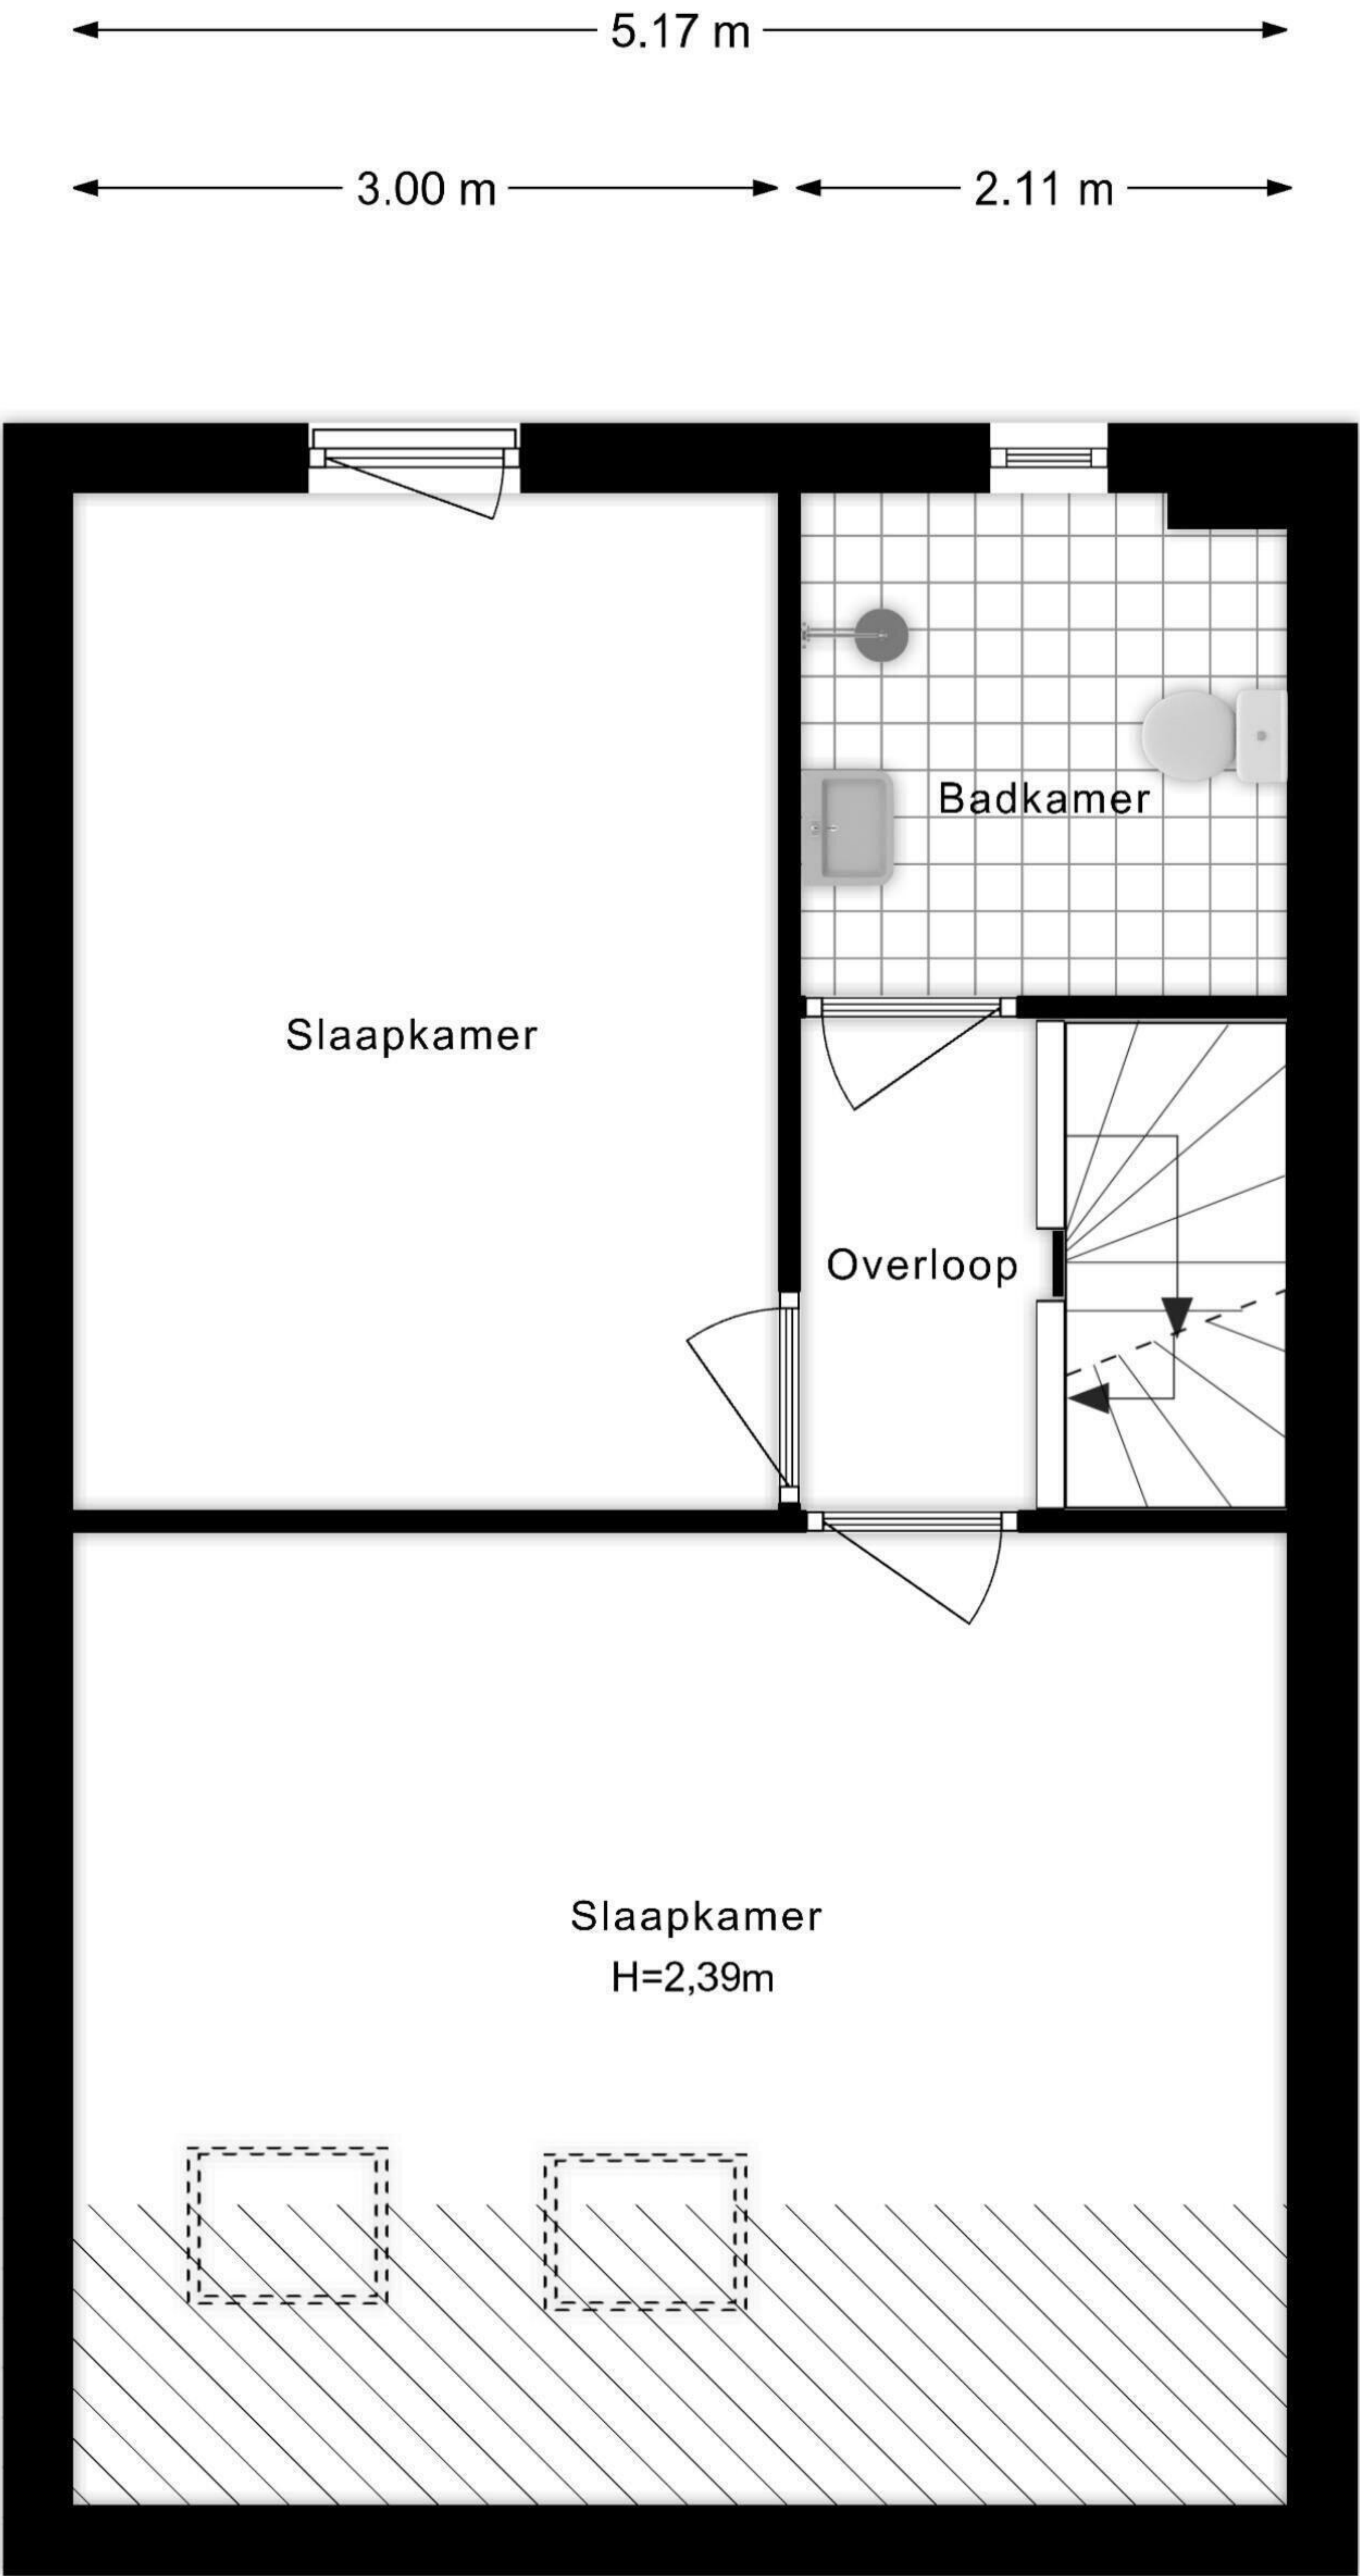 5.17 m
3.00 m
2.11 m
Badkamer
Slaapkamer
Overloop
Slaapkamer
H=2,39m